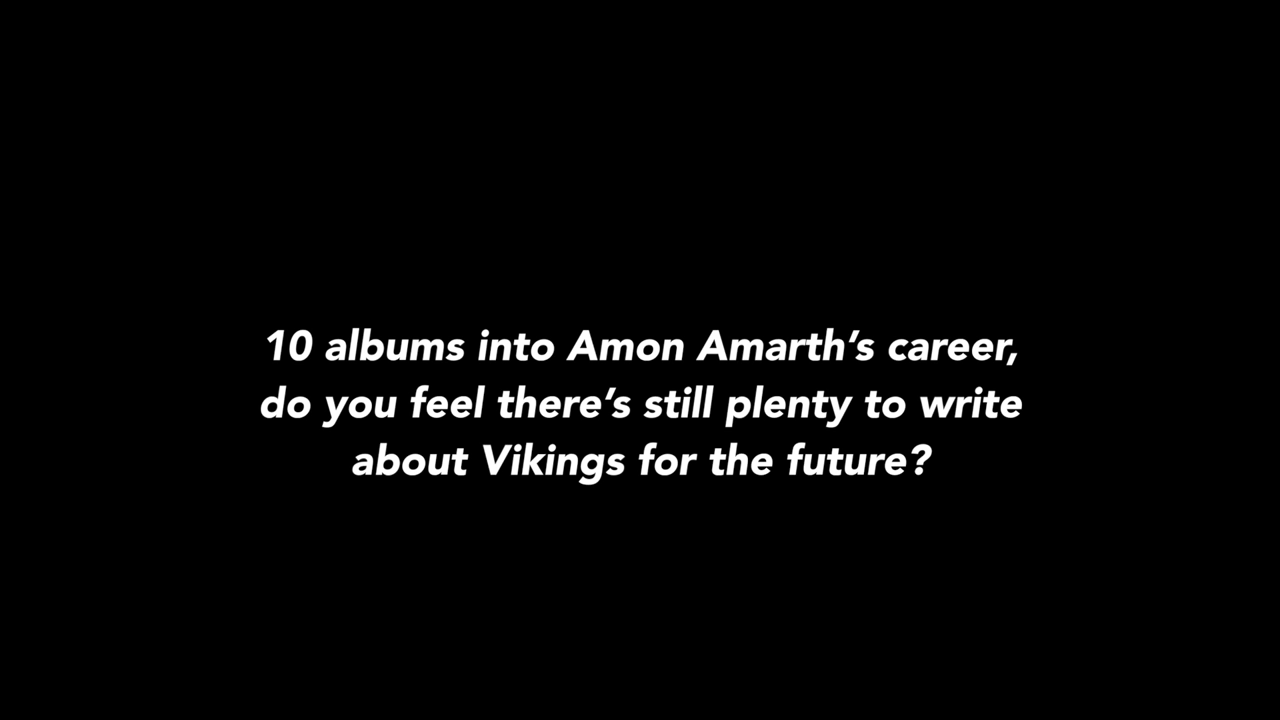 10 albums into Amon Amarth’s career,
do you feel there’s still plenty to write
about Vikings for the future?